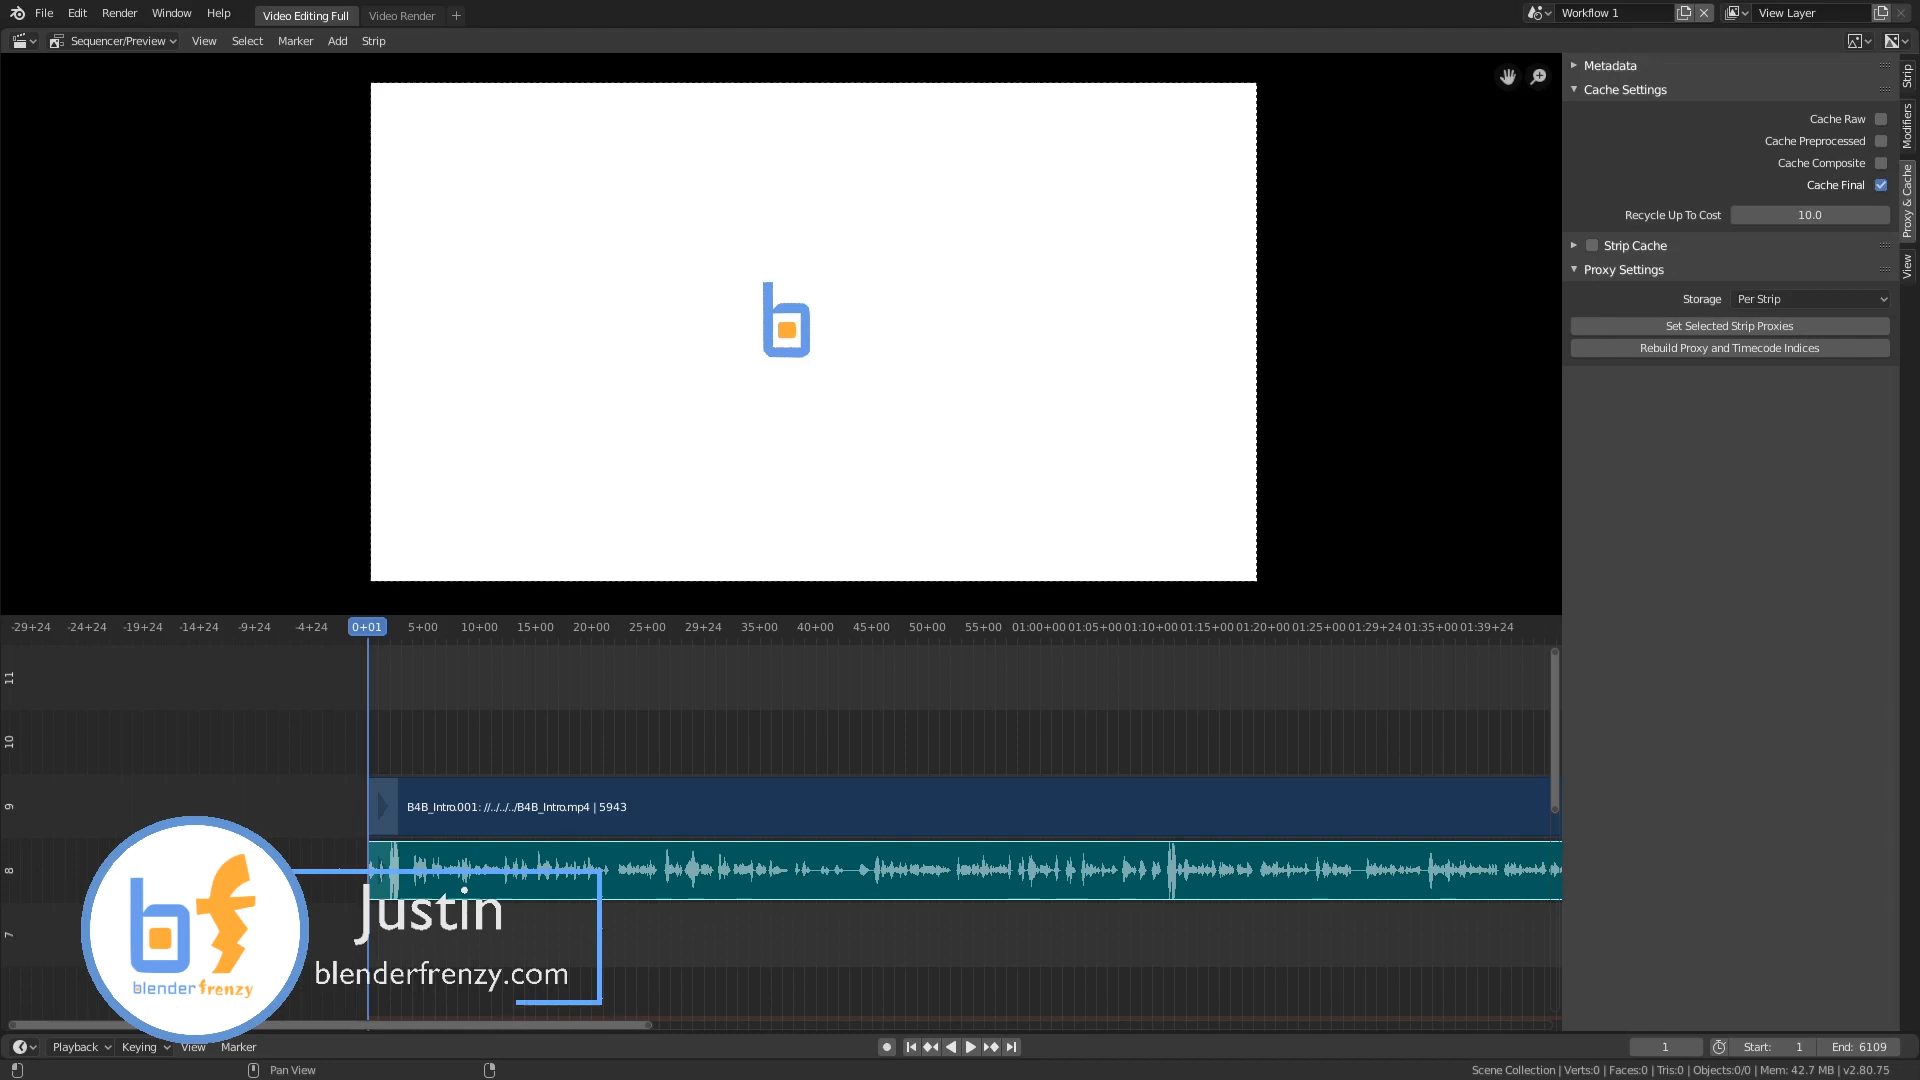 File Edit Render Window Help Video Editing Full Video Render + Workflow 1 View Layer
Sequencer/Preview View Select Marker Add Strip
Metadata
Cache Settings
Cache Raw
Cache Preprocessed
Cache Composite
Cache Final
Recycle Up To Cost 10.0
Strip Cache
Proxy Settings
Storage Per Strip
Set Selected Strip Proxies
Rebuild Proxy and Timecode Indices
Strip
Modifiers
Proxy & Cache
View
b
-29+24 -24+24 -19+24 -14+24 -9+24 -4+24 0+01 5+00 10+00 15+00 20+00 25+00 29+24 35+00 40+00 45+00 50+00 55+00 01:00+00 01:05+00 01:10+00 01:15+00 01:20+00 01:25+00 01:29+24 01:35+00 01:39+24
11
10
9
B4B_Intro.001: //../../../B4B_Intro.mp4 | 5943
8
7
bf
blenderfrenzy
Justin
blenderfrenzy.com
Playback Keying View Marker 1 Start: 1 End: 6109
Pan View Scene Collection | Verts:0 | Faces:0 | Tris:0 | Objects:0/0 | Mem: 42.7 MB | v2.80.75